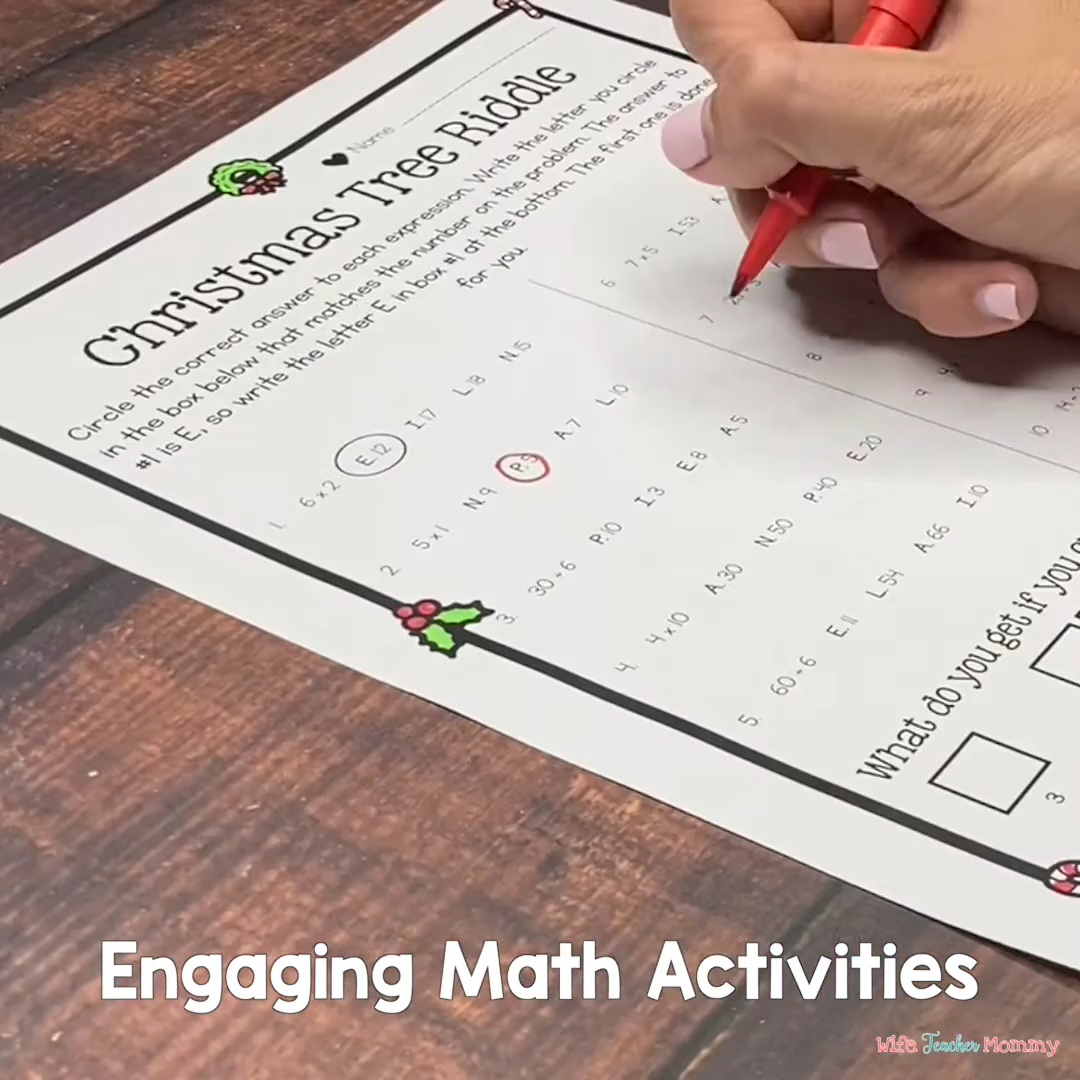 Name
Christmas Tree Riddle
Circle the correct answer to each expression. Write the letter you circle
in the box below that matches the number on the problem. The answer to
#1 is E, so write the letter E in box #1 at the bottom. The first one is done
for you.
1. 6 x 2 E. 12 I. 17 L. 18 N. 15
2. 5 x 1 N. 9 P. 5 A. 7 L. 10
3. 30 ÷ 6 P. 10 I. 3 E. 8 A. 5
4. 4 x 10 A. 30 N. 50 P. 40 E. 20
5. 60 ÷ 6 E. 11 L. 54 A. 66 I. 10
6 7 x 5 I. 53 A.
7
8
9
10
What do you get if you
3
Engaging Math Activities
Wife Teacher Mommy